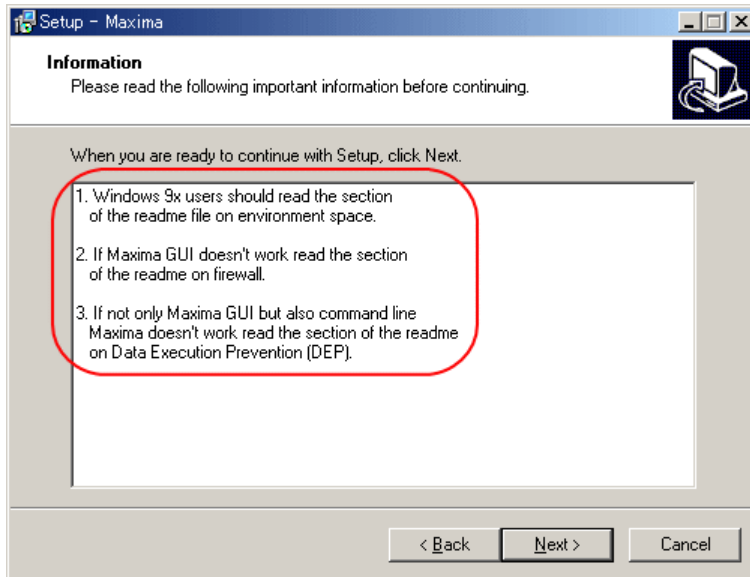 Setup - Maxima
Information
Please read the following important information before continuing.
When you are ready to continue with Setup, click Next.
1. Windows 9x users should read the section
of the readme file on environment space.
2. If Maxima GUI doesn't work read the section
of the readme on firewall.
3. If not only Maxima GUI but also command line
Maxima doesn't work read the section of the readme
on Data Execution Prevention (DEP).
< Back Next > Cancel